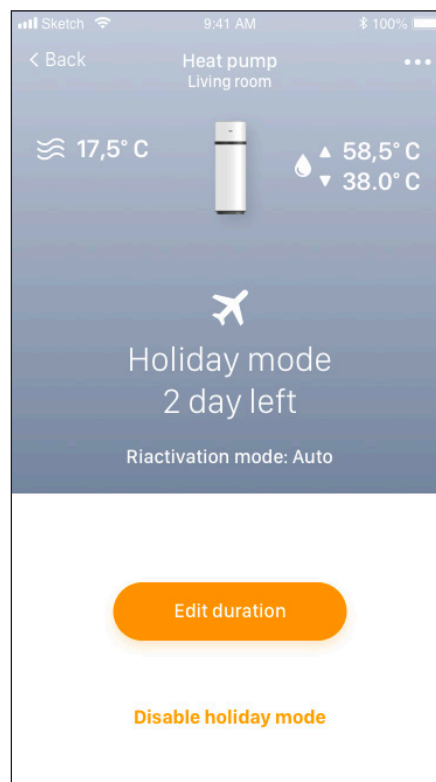 Sketch 9:41 AM 100%
< Back Heat pump •••
Living room
17,5° C ▲ 58,5° C
▼ 38.0° C
Holiday mode
2 day left
Riactivation mode: Auto
Edit duration
Disable holiday mode